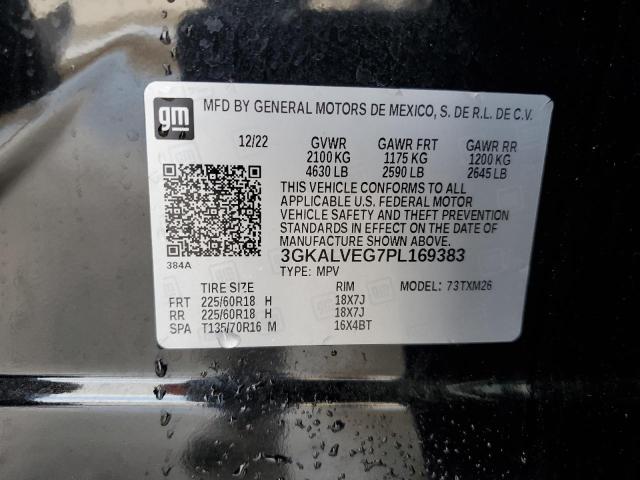 gm MFD BY GENERAL MOTORS DE MEXICO, S. DE R.L. DE C.V.
12/22 GVWR GAWR FRT GAWR RR
2100 KG 1175 KG 1200 KG
4630 LB 2590 LB 2645 LB
THIS VEHICLE CONFORMS TO ALL
APPLICABLE U.S. FEDERAL MOTOR
VEHICLE SAFETY AND THEFT PREVENTION
STANDARDS IN EFFECT ON THE DATE OF
MANUFACTURE SHOWN ABOVE.
384A 3GKALVEG7PL169383
TYPE: MPV MODEL: 73TXM26
TIRE SIZE RIM
FRT 225/60R18 H 18X7J
RR 225/60R18 H 18X7J
SPA T135/70R16 M 16X4BT